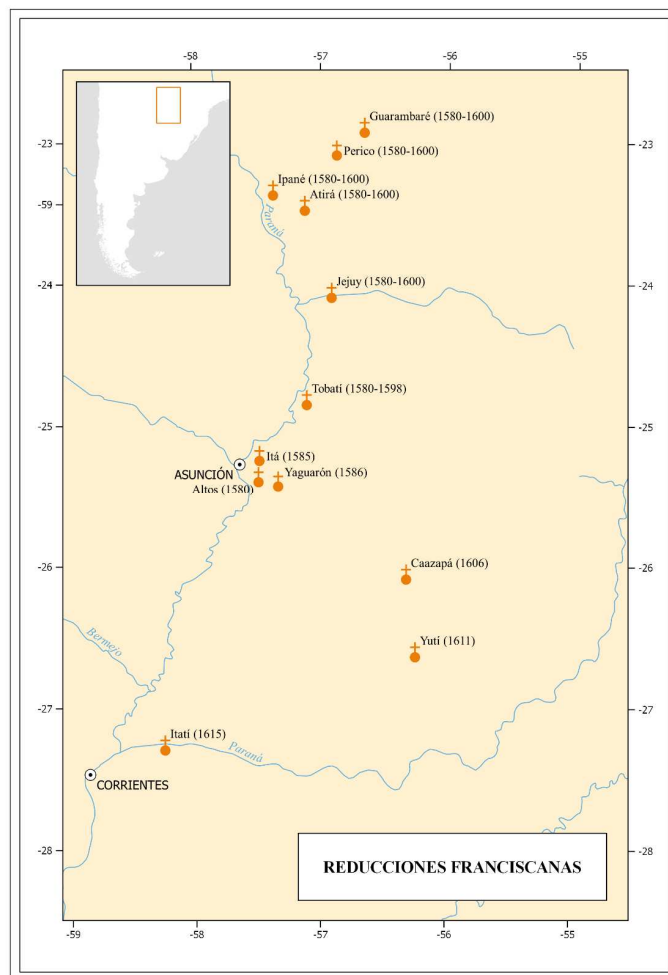 -58
-57
-56
-55
Guarambaré (1580-1600)
-23
Perico (1580-1600)
-23
Ipané (1580-1600)
Atirá (1580-1600)
-59
Paraná
Jejuy (1580-1600)
-24
-24
Tobatí (1580-1598)
-25
-25
Itá (1585)
ASUNCIÓN
Yaguarón (1586)
Altos (1580)
Caazapá (1606)
-26
-26
Bermejo
Yutí (1611)
-27
-27
Itatí (1615)
Paraná
CORRIENTES
-28
-28
REDUCCIONES FRANCISCANAS
-59
-58
-57
-56
-55